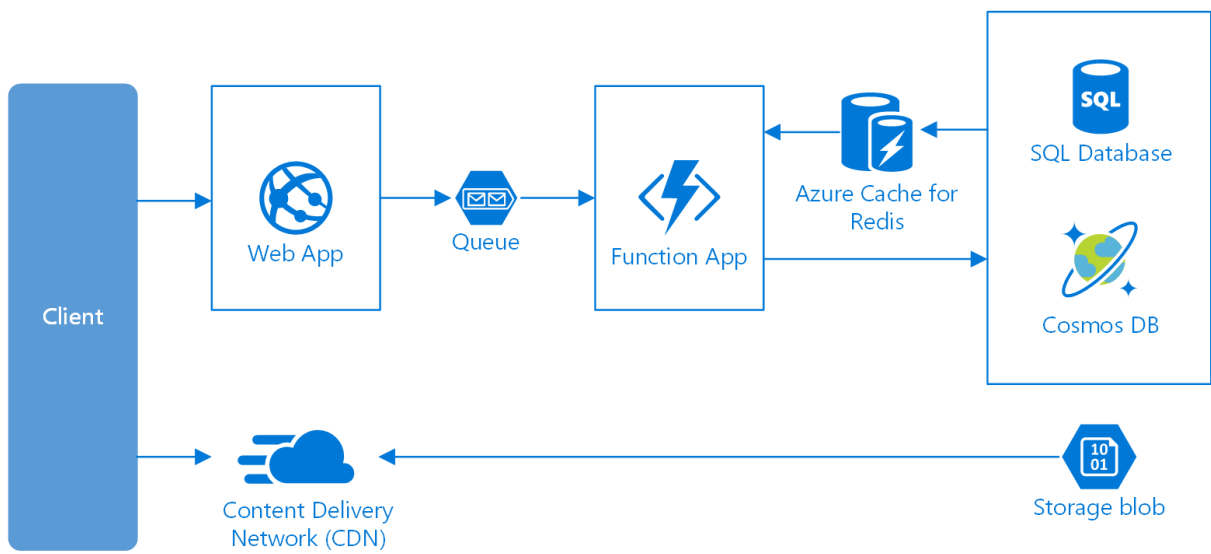 Client
Web App
Queue
Function App
Azure Cache for
Redis
SQL
SQL Database
Cosmos DB
Content Delivery
Network (CDN)
10
01
Storage blob